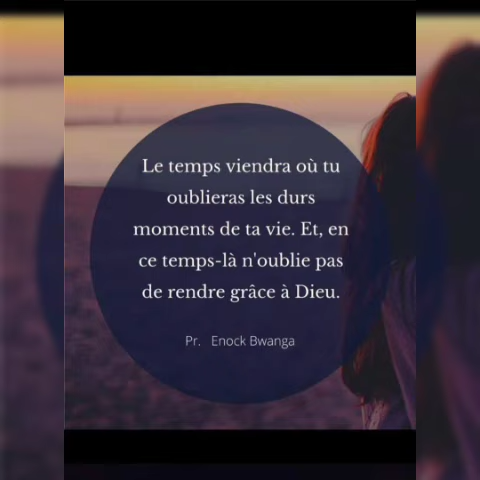 Le temps viendra où tu
oublieras les durs
moments de ta vie. Et, en
ce temps-là n'oublie pas
de rendre grâce à Dieu.
Pr. Enock Bwanga